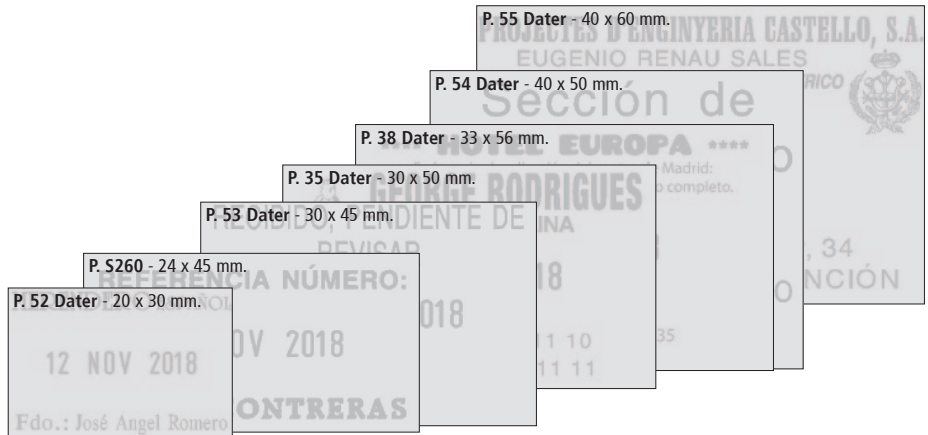 P. 55 Dater - 40 x 60 mm.
PROJECTES D'ENGINYERIA CASTELLO, S.A.
EUGENIO RENAU SALES
RICO
P. 54 Dater - 40 x 50 mm.
Sección de
P. 38 Dater - 33 x 56 mm.
**** HOTEL EUROPA ****
Madrid:
o completo.
P. 35 Dater - 30 x 50 mm.
GEORGE RODRIGUES
INA
P. 53 Dater - 30 x 45 mm.
RECIBIDO, PENDIENTE DE
REVISAR
, 34
NCIÓN
P. S260 - 24 x 45 mm.
REFERENCIA NÚMERO:
18
O
P. 52 Dater - 20 x 30 mm.
018
11 10
35
11 11
OV 2018
12 NOV 2018
ONTRERAS
Fdo.: José Angel Romero